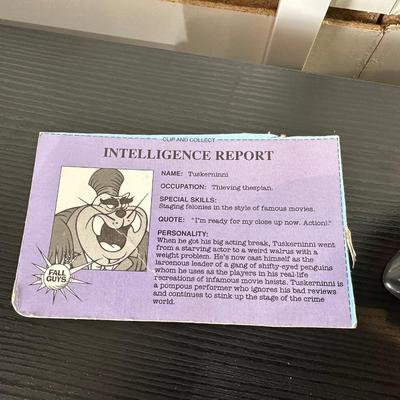 CLIP AND COLLECT
INTELLIGENCE REPORT
NAME: Tuskerninni
OCCUPATION: Thieving thespian.
SPECIAL SKILLS:
Staging felonies in the style of famous movies.
QUOTE: "I'm ready for my close up now. Action!."
PERSONALITY:
When he got his big acting break, Tuskerninni went
from a starving actor to a weird walrus with a
weight problem. He's now cast himself as the
larcenous leader of a gang of shifty-eyed penguins
whom he uses as the players in his real-life
recreations of infamous movie heists. Tuskerninni is
a pompous performer who ignores his bad reviews
and continues to stink up the stage of the crime
world.
FALL
GUYS